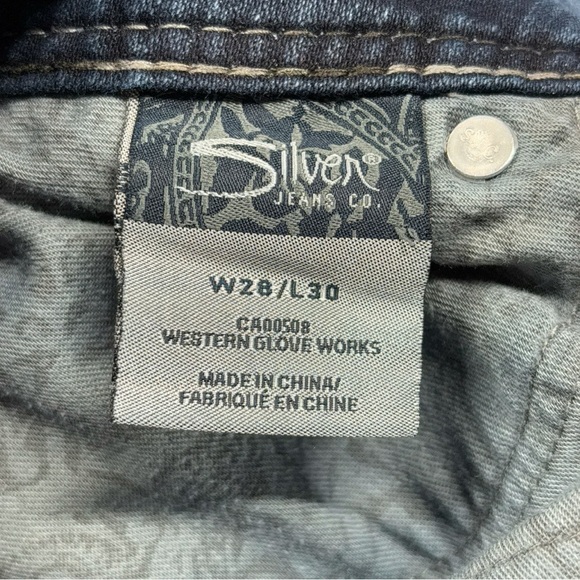 Silver®
JEANS CO.
W28/L30
CA00508
WESTERN GLOVE WORKS
MADE IN CHINA/
FABRIQUÉ EN CHINE